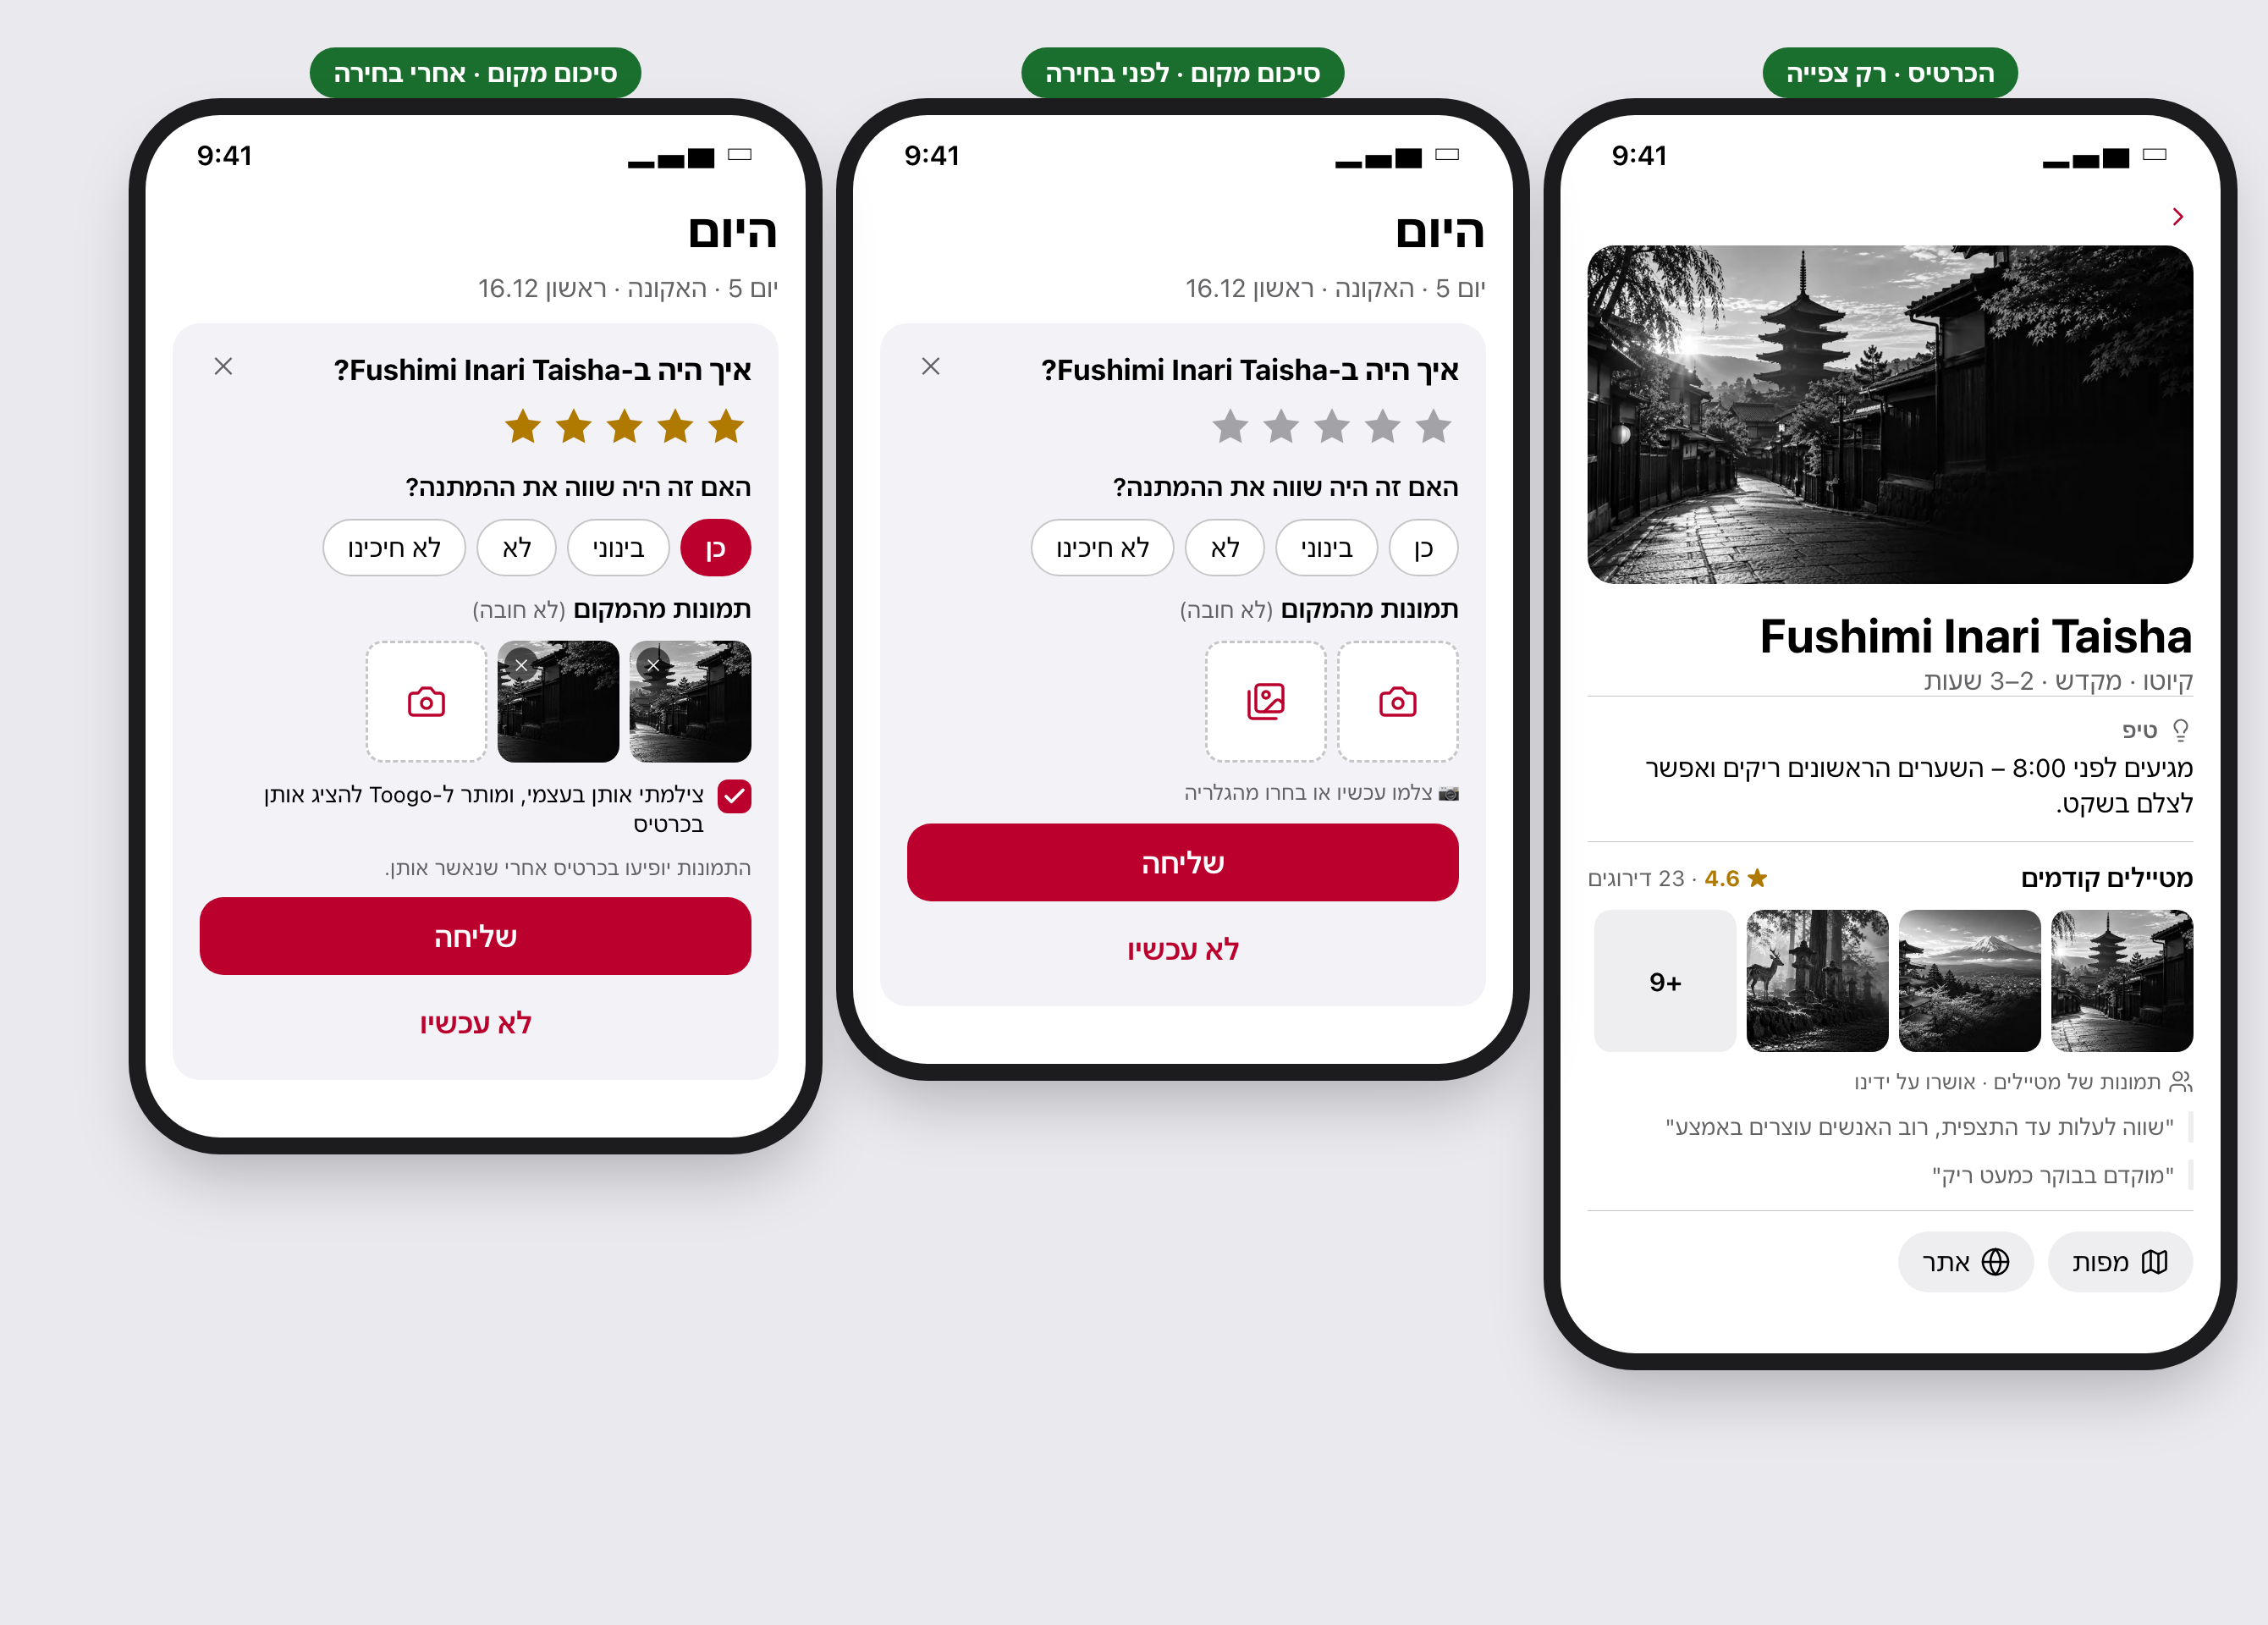 הכרטיס · רק צפייה
9:41
Fushimi Inari Taisha
קיוטו · מקדש · 2–3 שעות
טיפ
מגיעים לפני 8:00 – השערים הראשונים ריקים ואפשר
לצלם בשקט.
מטיילים קודמים
★ 4.6 · 23 דירוגים
+9
תמונות של מטיילים · אושרו על ידינו
"שווה לעלות עד התצפית, רוב האנשים עוצרים באמצע"
"מוקדם בבוקר כמעט ריק"
מפות
אתר
סיכום מקום · לפני בחירה
9:41
היום
יום 5 · האקונה · ראשון 16.12
איך היה ב-Fushimi Inari Taisha?
האם זה היה שווה את ההמתנה?
כן
בינוני
לא
לא חיכינו
תמונות מהמקום (לא חובה)
📷 צלמו עכשיו או בחרו מהגלריה
שליחה
לא עכשיו
סיכום מקום · אחרי בחירה
9:41
היום
יום 5 · האקונה · ראשון 16.12
איך היה ב-Fushimi Inari Taisha?
האם זה היה שווה את ההמתנה?
כן
בינוני
לא
לא חיכינו
תמונות מהמקום (לא חובה)
צילמתי אותן בעצמי, ומותר ל-Toogo להציג אותן
בכרטיס
התמונות יופיעו בכרטיס אחרי שנאשר אותן.
שליחה
לא עכשיו